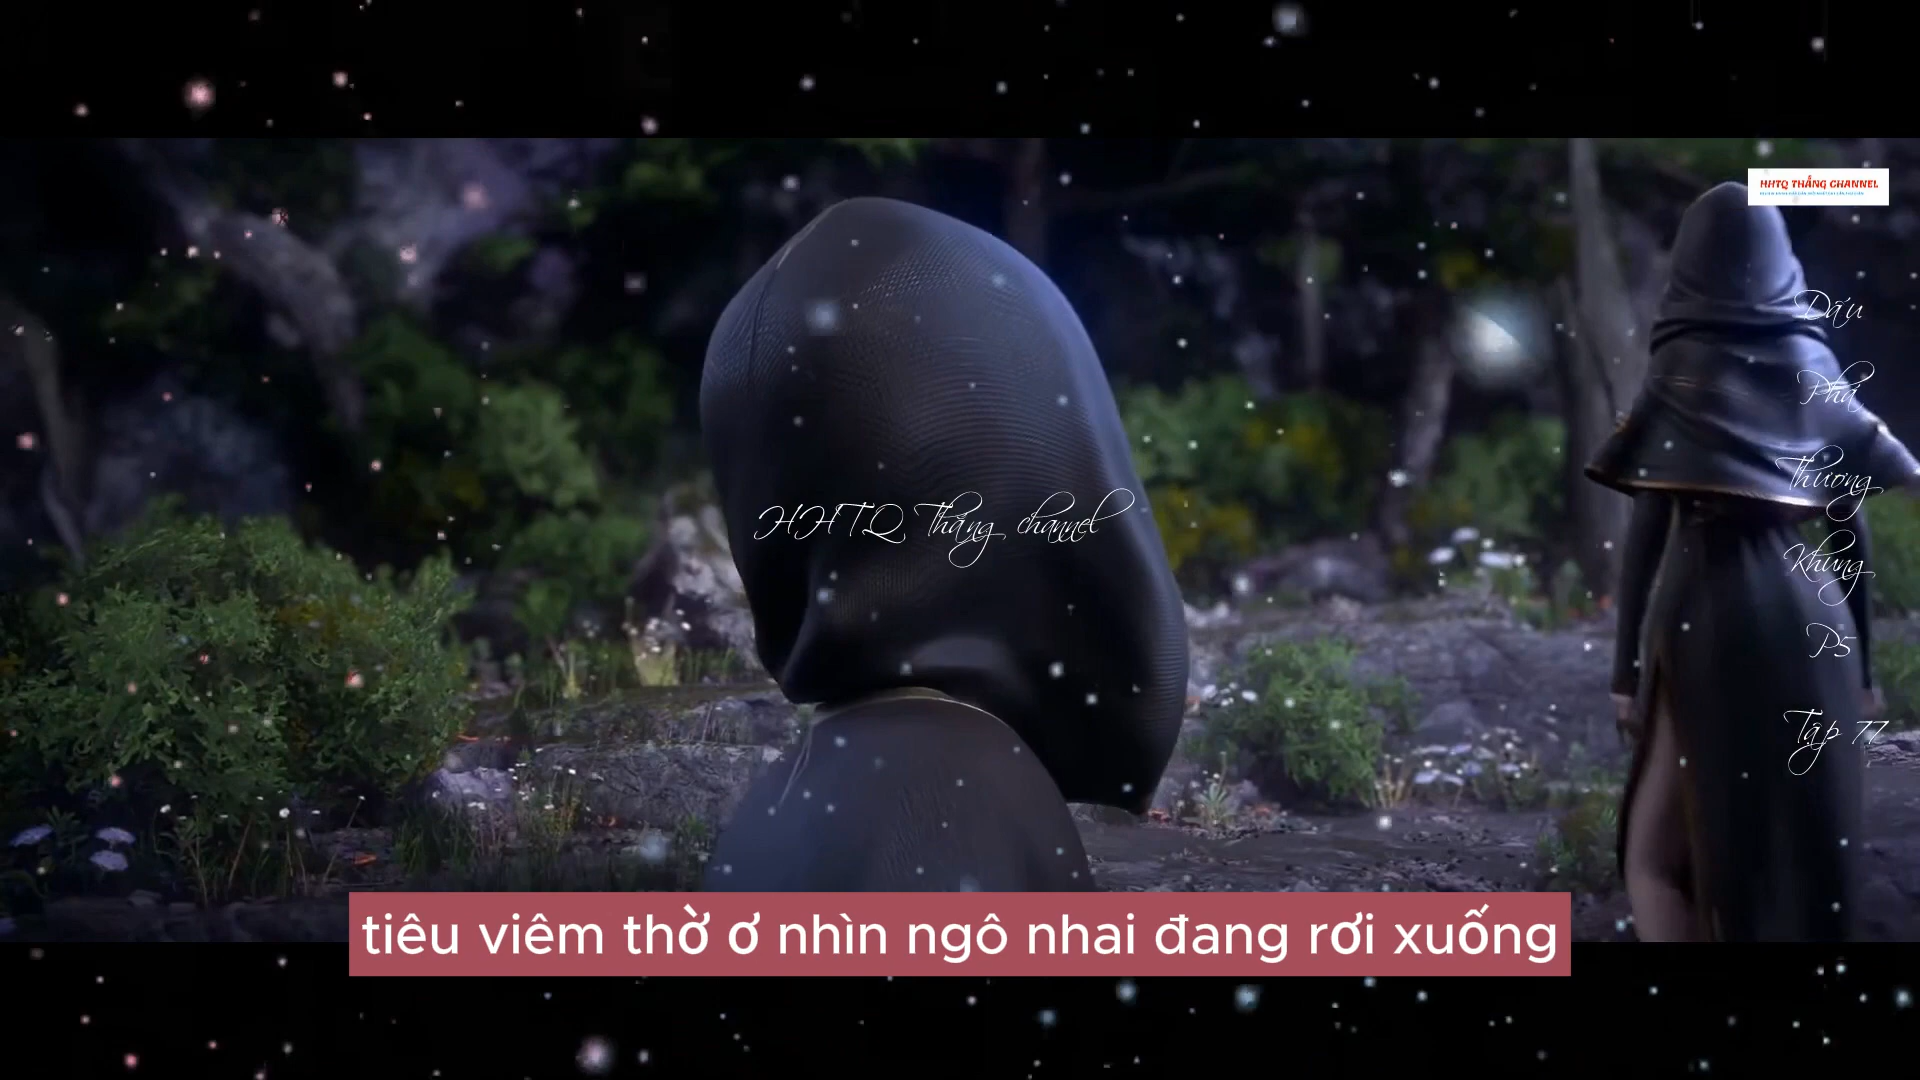 HHTQ THẮNG CHANNEL
Dấu
Phá
Thương
Khung
P5
Tập 77
HHTQ Thắng channel
tiêu viêm thờ ơ nhìn ngô nhai đang rơi xuống